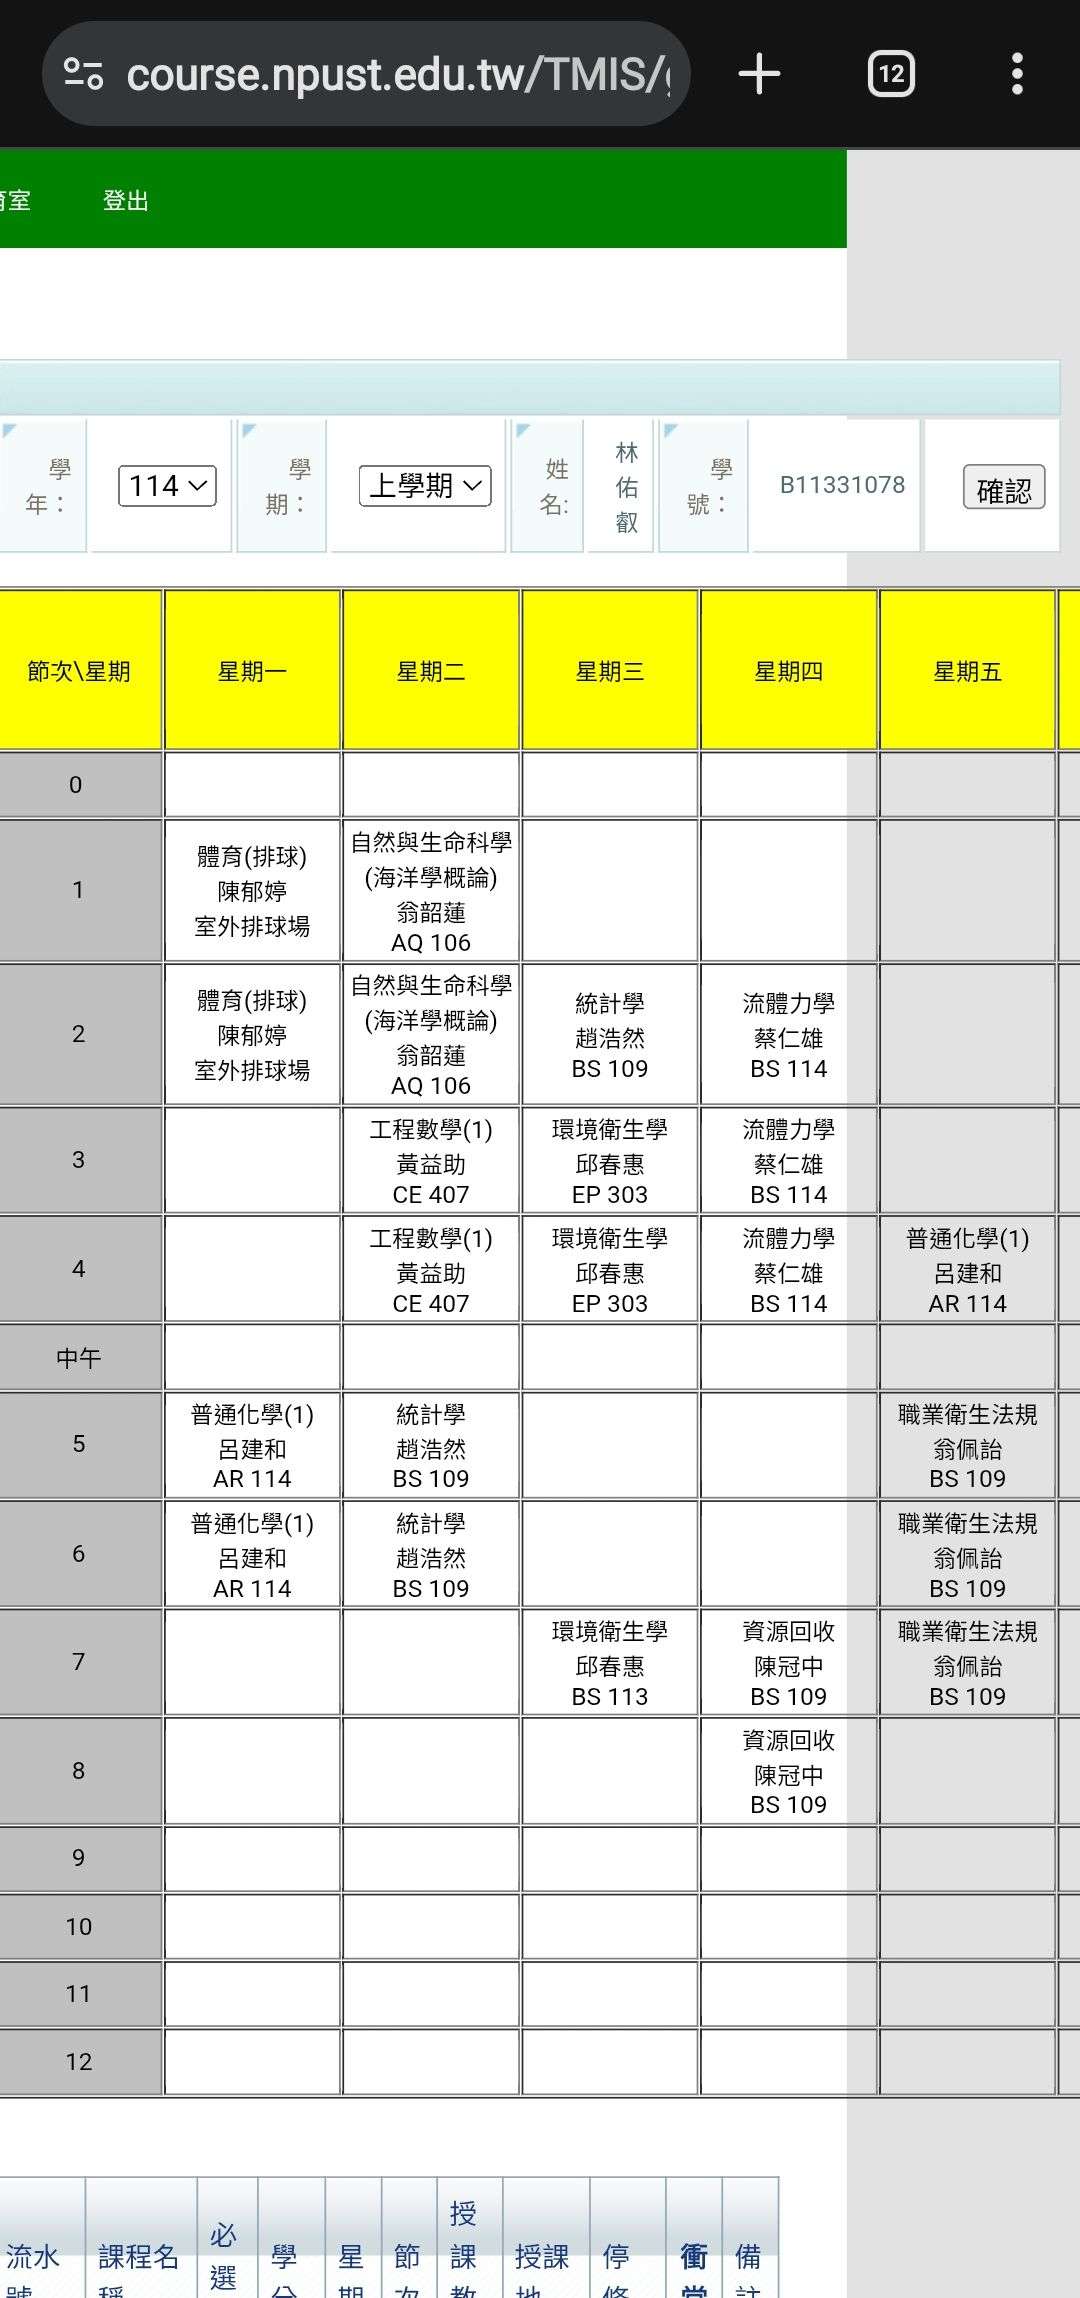 course.npust.edu.tw/TMIS/
12
室 登出
學年： 114 學期： 上學期 姓名: 林佑叡 學號： B11331078 確認
節次\星期 星期一 星期二 星期三 星期四 星期五
0
1
體育(排球)
陳郁婷
室外排球場
自然與生命科學
(海洋學概論)
翁韶蓮
AQ 106
2
體育(排球)
陳郁婷
室外排球場
自然與生命科學
(海洋學概論)
翁韶蓮
AQ 106
統計學
趙浩然
BS 109
流體力學
蔡仁雄
BS 114
3
工程數學(1)
黃益助
CE 407
環境衛生學
邱春惠
EP 303
流體力學
蔡仁雄
BS 114
4
工程數學(1)
黃益助
CE 407
環境衛生學
邱春惠
EP 303
流體力學
蔡仁雄
BS 114
普通化學(1)
呂建和
AR 114
中午
5
普通化學(1)
呂建和
AR 114
統計學
趙浩然
BS 109
職業衛生法規
翁佩詒
BS 109
6
普通化學(1)
呂建和
AR 114
統計學
趙浩然
BS 109
職業衛生法規
翁佩詒
BS 109
7
環境衛生學
邱春惠
BS 113
資源回收
陳冠中
BS 109
職業衛生法規
翁佩詒
BS 109
8
資源回收
陳冠中
BS 109
9
10
11
12
流水 課程名 必選 學 星 節 授課 授課 停 衝 備